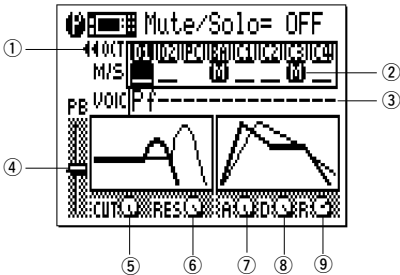 Mute/Solo= OFF
① OCT D1 D2 PC BA C1 C2 C3 C4
M/S M M ②
PB VOIC Pf---------------- ③
④
CUT RES A D R
⑤ ⑥ ⑦ ⑧ ⑨